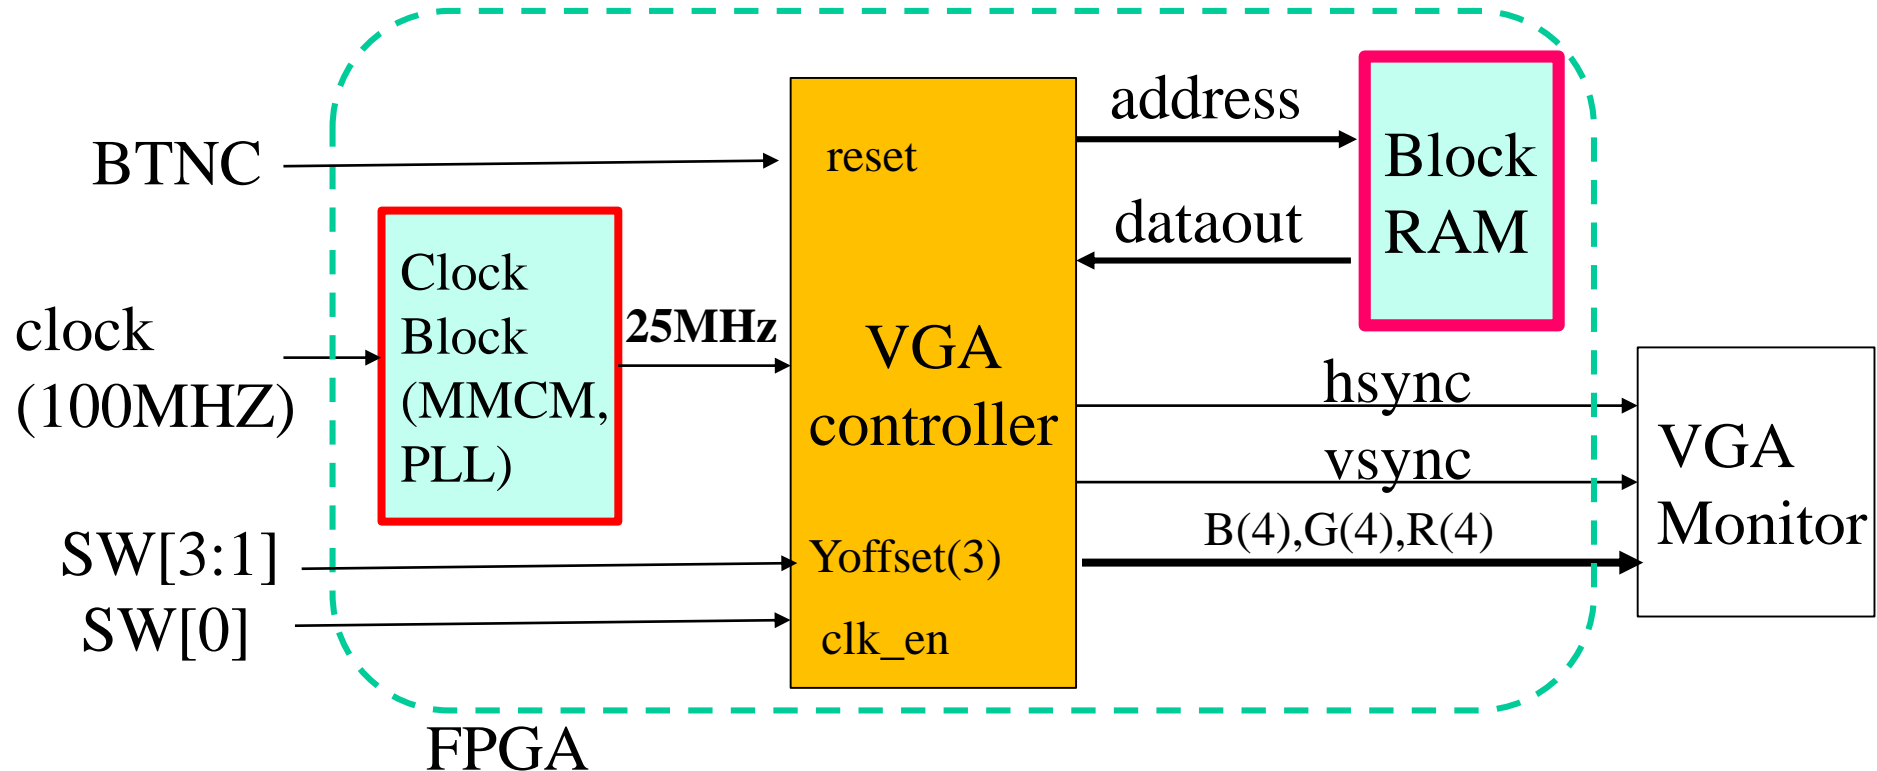 BTNC
clock
(100MHZ)
SW[3:1]
SW[0]
Clock
Block
(MMCM,
PLL)
25MHz
reset
VGA
controller
Yoffset(3)
clk_en
address
dataout
Block
RAM
hsync
vsync
B(4),G(4),R(4)
VGA
Monitor
FPGA